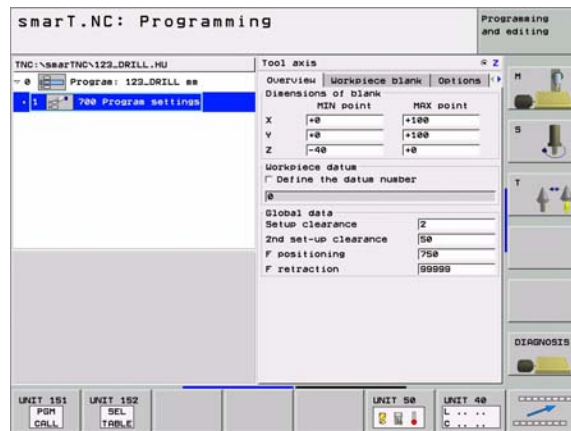 smarT.NC: Programming
Programming and editing
TNC:\smarTNC\123_DRILL.HU
0 Program: 123_DRILL mm
1 700 Program settings
Tool axis Z
Overview Workpiece blank Options
Dimensions of blank
MIN point MAX point
X +0 +100
Y +0 +100
Z -40 +0
Workpiece datum
Define the datum number
0
Global data
Setup clearance 2
2nd set-up clearance 50
F positioning 750
F retraction 99999
M
S
T
DIAGNOSIS
UNIT 151 PGM CALL
UNIT 152 SEL TABLE
UNIT 50
UNIT 40 L .. .. C .. ..